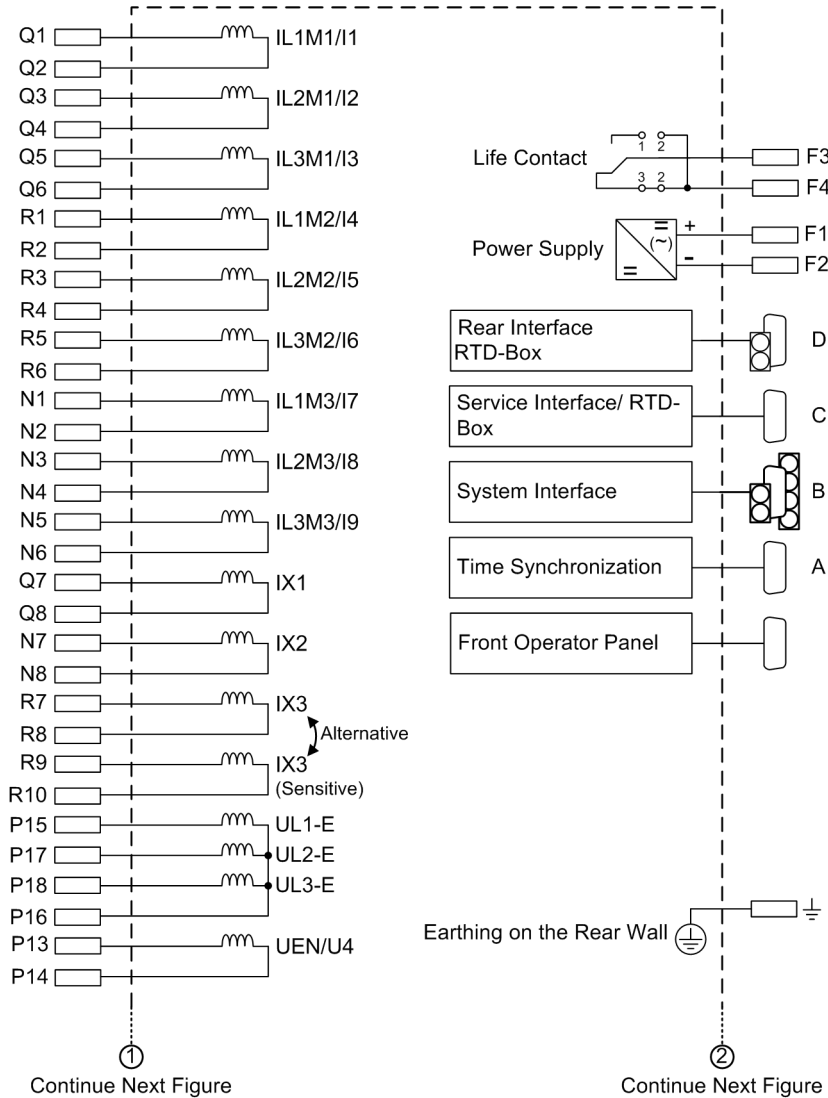 Q1
IL1M1/I1
Q2
Q3
IL2M1/I2
Q4
Q5
IL3M1/I3
Q6
R1
IL1M2/I4
R2
R3
IL2M2/I5
R4
R5
IL3M2/I6
R6
N1
IL1M3/I7
N2
N3
IL2M3/I8
N4
N5
IL3M3/I9
N6
Q7
IX1
Q8
N7
IX2
N8
R7
IX3
R8
Alternative
R9
IX3
(Sensitive)
R10
P15
UL1-E
P17
UL2-E
P18
UL3-E
P16
P13
UEN/U4
P14
1
Continue Next Figure
Life Contact
1 2
3 2
F3
F4
Power Supply
=
(~)
=
+
-
F1
F2
Rear Interface
RTD-Box
D
Service Interface/ RTD-
Box
C
System Interface
B
Time Synchronization
A
Front Operator Panel
Earthing on the Rear Wall
2
Continue Next Figure